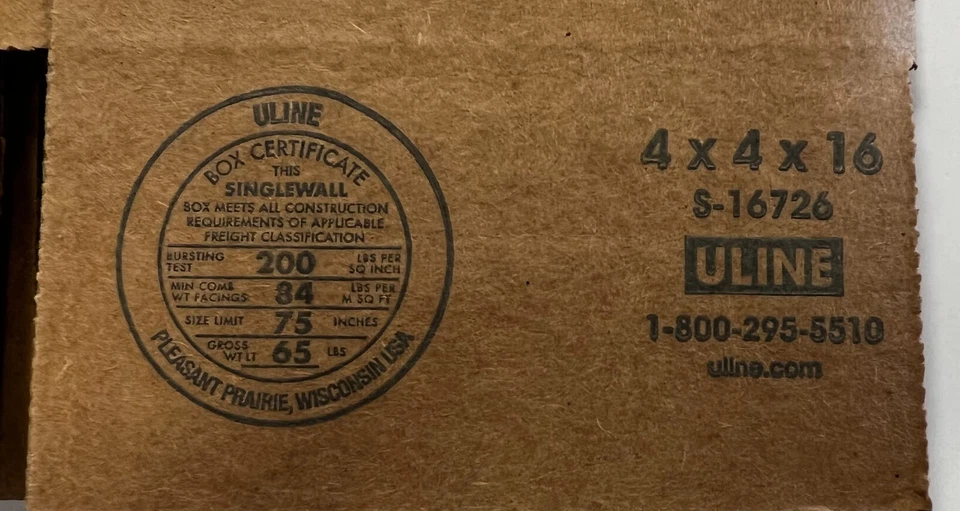 ULINE
BOX CERTIFICATE
THIS
SINGLEWALL
BOX MEETS ALL CONSTRUCTION
REQUIREMENTS OF APPLICABLE
FREIGHT CLASSIFICATION
BURSTING TEST 200 LBS PER SQ INCH
MIN COMB WT FACINGS 84 LBS PER M SQ FT
SIZE LIMIT 75 INCHES
GROSS WT LT 65 LBS
PLEASANT PRAIRIE, WISCONSIN USA
4 x 4 x 16
S-16726
ULINE
1-800-295-5510
uline.com